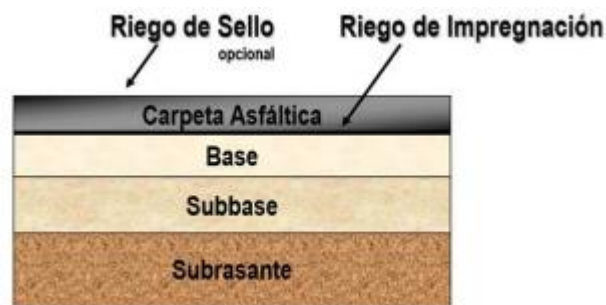 Riego de Sello
opcional
Riego de Impregnación
Carpeta Asfáltica
Base
Subbase
Subrasante